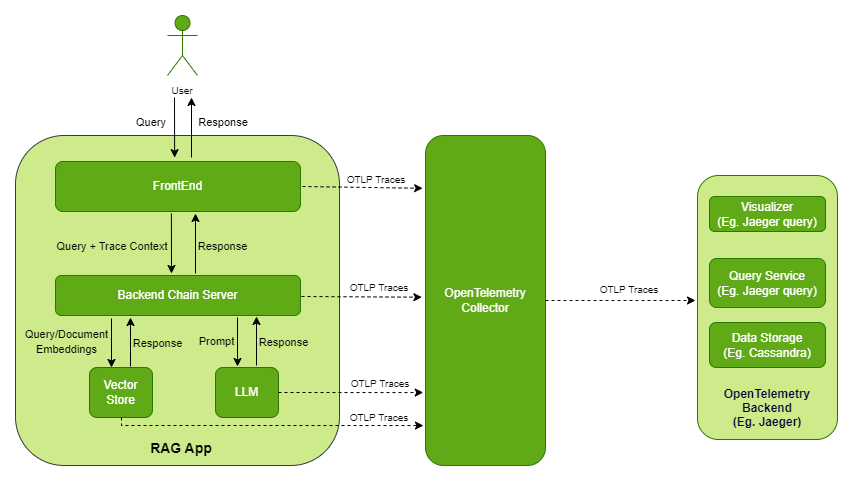 User
Query
Response
FrontEnd
OTLP Traces
Query + Trace Context
Response
Backend Chain Server
OTLP Traces
Query/Document
Embeddings
Response
Prompt
Response
Vector
Store
LLM
OTLP Traces
OTLP Traces
RAG App
OpenTelemetry
Collector
OTLP Traces
Visualizer
(Eg. Jaeger query)
Query Service
(Eg. Jaeger query)
Data Storage
(Eg. Cassandra)
OpenTelemetry
Backend
(Eg. Jaeger)